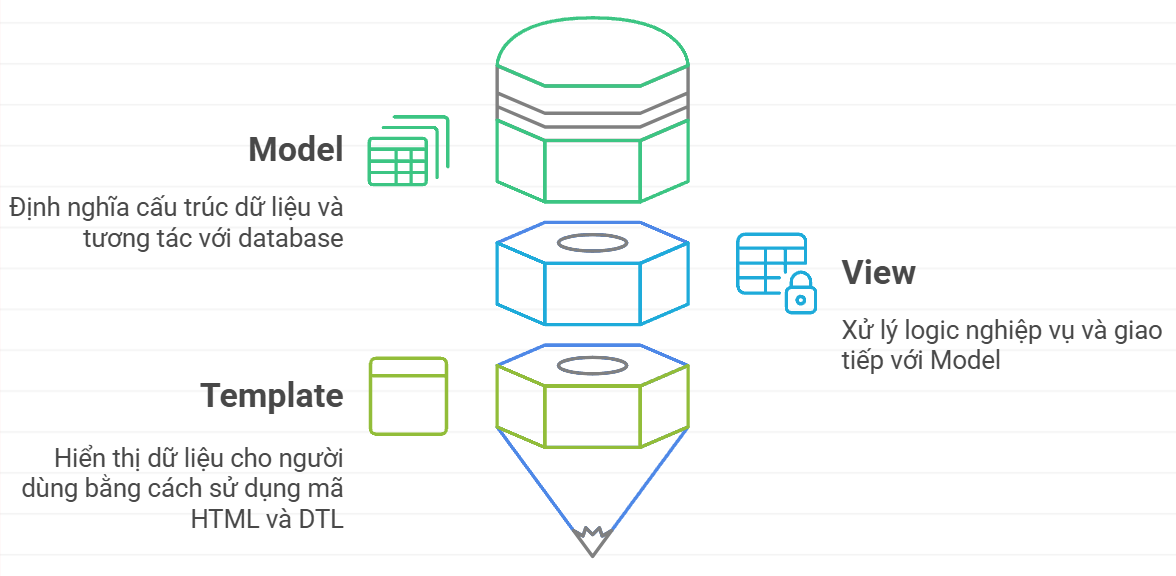 Model
Định nghĩa cấu trúc dữ liệu và
tương tác với database
View
Xử lý logic nghiệp vụ và giao
tiếp với Model
Template
Hiển thị dữ liệu cho người
dùng bằng cách sử dụng mã
HTML và DTL